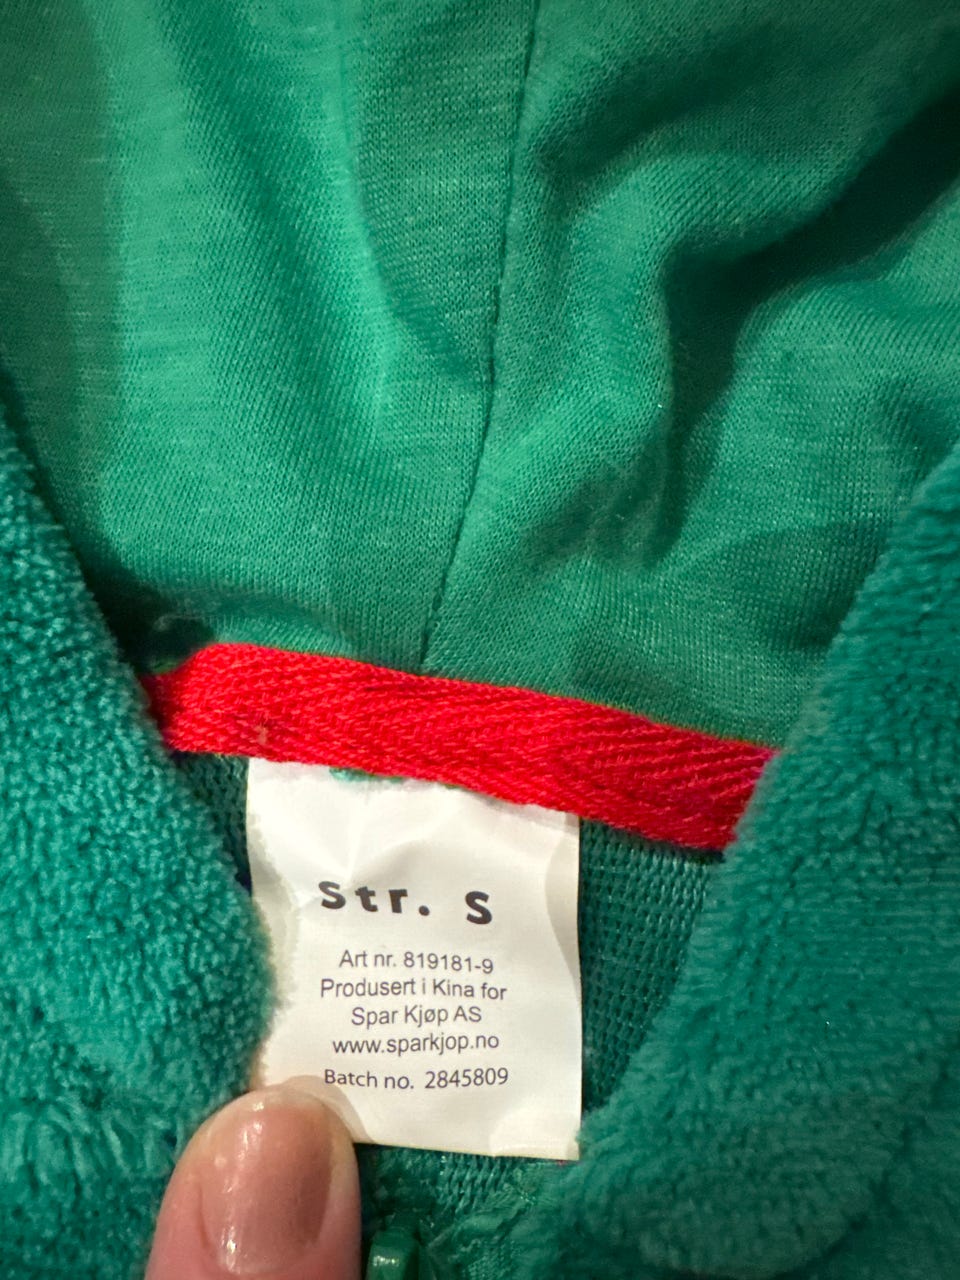 Str. S
Art nr. 819181-9
Produsert i Kina for
Spar Kjøp AS
www.sparkjop.no
Batch no. 2845809